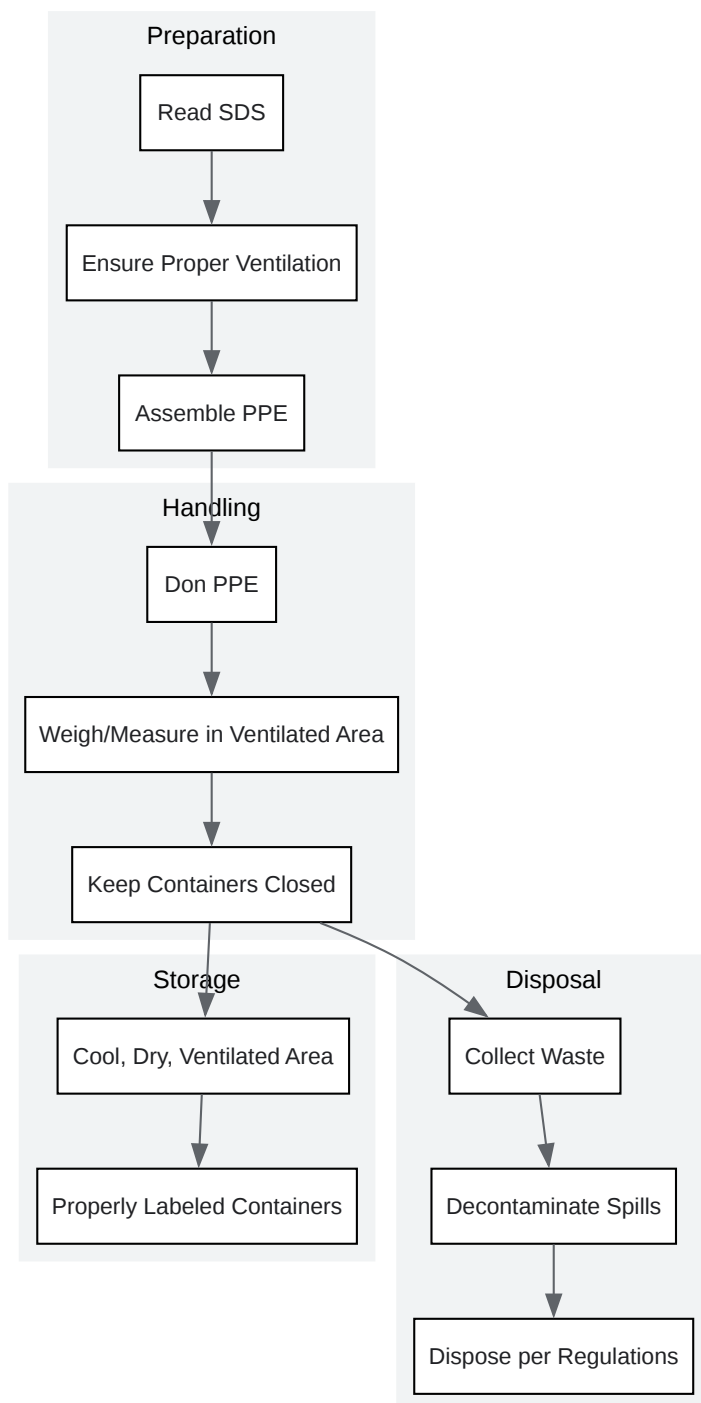 Preparation
Read SDS
Ensure Proper Ventilation
Assemble PPE
Handling
Don PPE
Weigh/Measure in Ventilated Area
Keep Containers Closed
Storage
Cool, Dry, Ventilated Area
Properly Labeled Containers
Disposal
Collect Waste
Decontaminate Spills
Dispose per Regulations